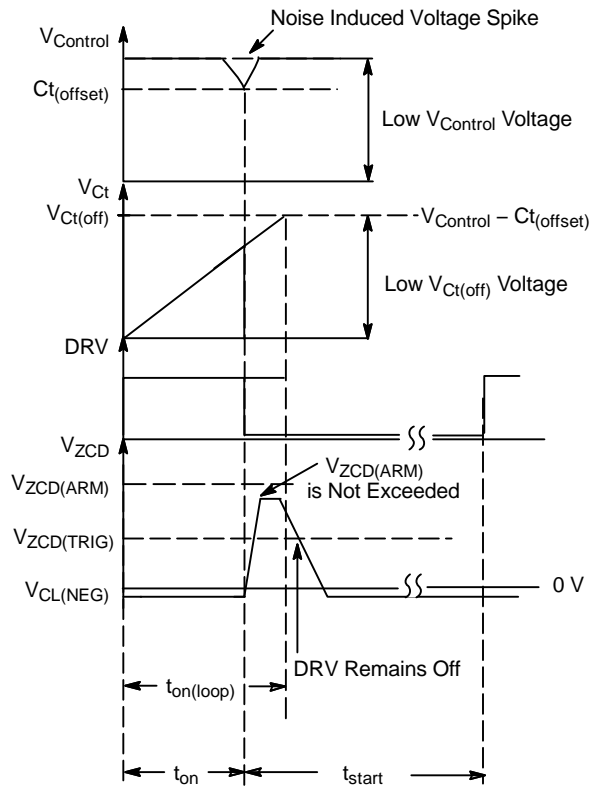 Noise Induced Voltage Spike
VControl
Ct(offset)
Low VControl Voltage
VCt
VCt(off)
VControl – Ct(offset)
Low VCt(off) Voltage
DRV
VZCD
VZCD(ARM)
is Not Exceeded
VZCD(ARM)
VZCD(TRIG)
VCL(NEG)
0 V
DRV Remains Off
ton(loop)
ton
tstart